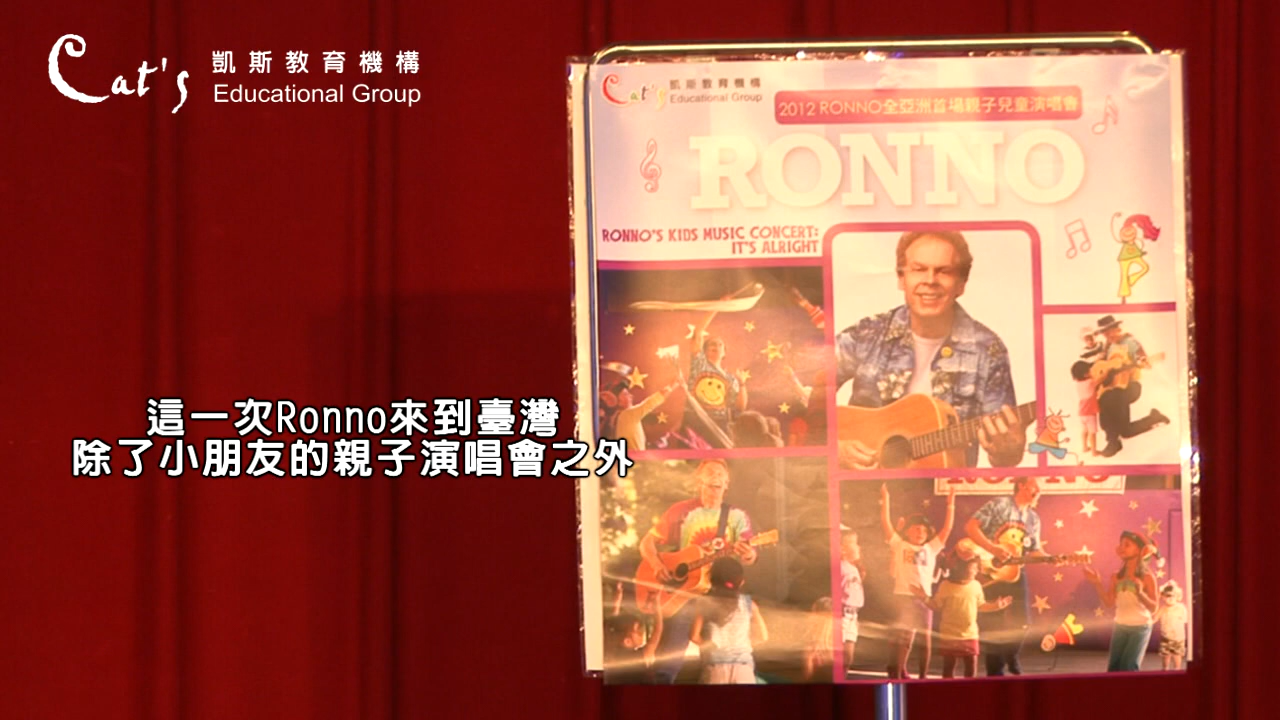 Cat's
凱斯教育機構
Educational Group
Cat's
凱斯教育機構
Educational Group
2012 RONNO全亞洲首場親子兒童演唱會
RONNO
RONNO'S KIDS MUSIC CONCERT:
IT'S ALRIGHT
RONNO
這一次Ronno來到臺灣
除了小朋友的親子演唱會之外